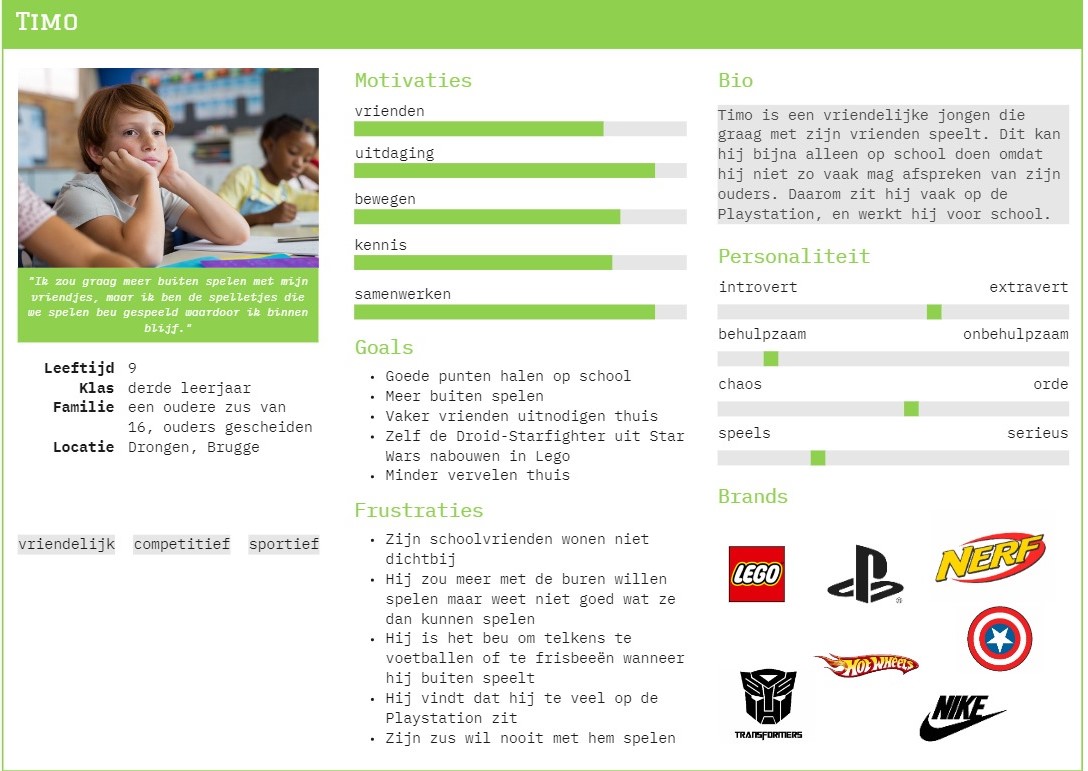 Timo
"Ik zou graag meer buiten spelen met mijn
vriendjes, maar ik ben de spelletjes die
we spelen beu gespeeld waardoor ik binnen
blijf."
Leeftijd 9
Klas derde leerjaar
Familie een oudere zus van
16, ouders gescheiden
Locatie Drongen, Brugge
vriendelijk competitief sportief
Motivaties
vrienden
uitdaging
bewegen
kennis
samenwerken
Goals
• Goede punten halen op school
• Meer buiten spelen
• Vaker vrienden uitnodigen thuis
• Zelf de Droid-Starfighter uit Star
Wars nabouwen in Lego
• Minder vervelen thuis
Frustraties
• Zijn schoolvrienden wonen niet
dichtbij
• Hij zou meer met de buren willen
spelen maar weet niet goed wat ze
dan kunnen spelen
• Hij is het beu om telkens te
voetballen of te frisbeeën wanneer
hij buiten speelt
• Hij vindt dat hij te veel op de
Playstation zit
• Zijn zus wil nooit met hem spelen
Bio
Timo is een vriendelijke jongen die
graag met zijn vrienden speelt. Dit kan
hij bijna alleen op school doen omdat
hij niet zo vaak mag afspreken van zijn
ouders. Daarom zit hij vaak op de
Playstation, en werkt hij voor school.
Personaliteit
introvert extravert
behulpzaam onbehulpzaam
chaos orde
speels serieus
Brands
LEGO
®
NERF
HOT WHEELS
TRANSFORMERS
NIKE